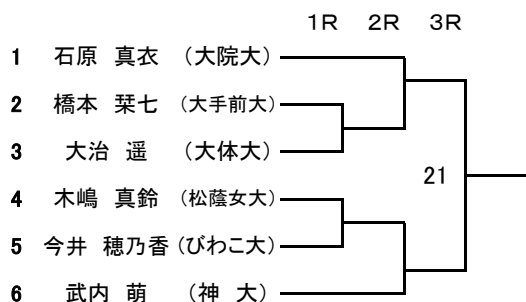 1R 2R 3R
1 石原 真衣 (大院大)
2 橋本 栞七 (大手前大)
3 大治 遥 (大体大)
21
4 木嶋 真鈴 (松蔭女大)
5 今井 穂乃香 (びわこ大)
6 武内 萌 (神 大)